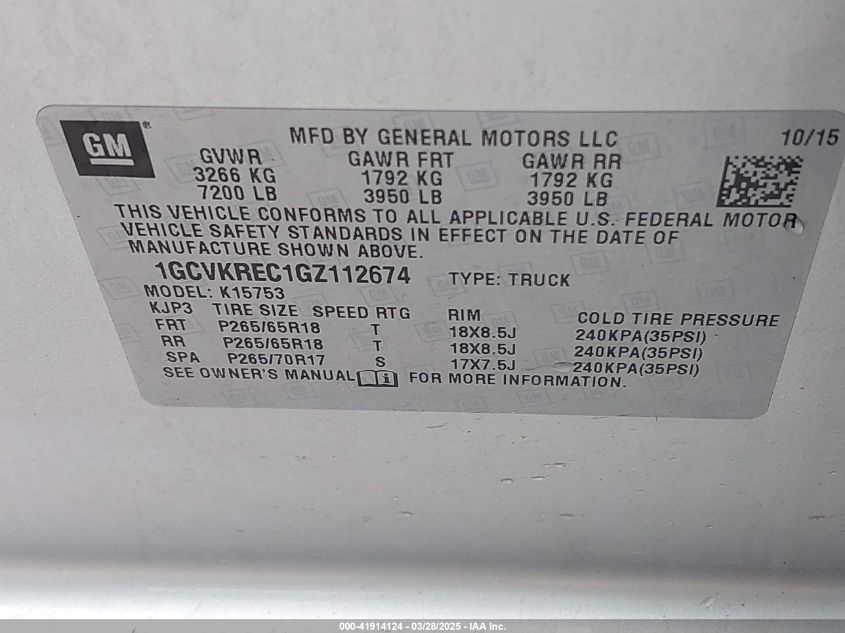 GM ®
MFD BY GENERAL MOTORS LLC 10/15
GVWR GAWR FRT GAWR RR
3266 KG 1792 KG 1792 KG
7200 LB 3950 LB 3950 LB
THIS VEHICLE CONFORMS TO ALL APPLICABLE U.S. FEDERAL MOTOR
VEHICLE SAFETY STANDARDS IN EFFECT ON THE DATE OF
MANUFACTURE SHOWN ABOVE.
1GCVKREC1GZ112674 TYPE: TRUCK
MODEL: K15753
KJP3 TIRE SIZE SPEED RTG RIM COLD TIRE PRESSURE
FRT P265/65R18 T 18X8.5J 240KPA(35PSI)
RR P265/65R18 T 18X8.5J 240KPA(35PSI)
SPA P265/70R17 S 17X7.5J 240KPA(35PSI)
SEE OWNER'S MANUAL FOR MORE INFORMATION.
000-41914124 - 03/28/2025 - IAA Inc.